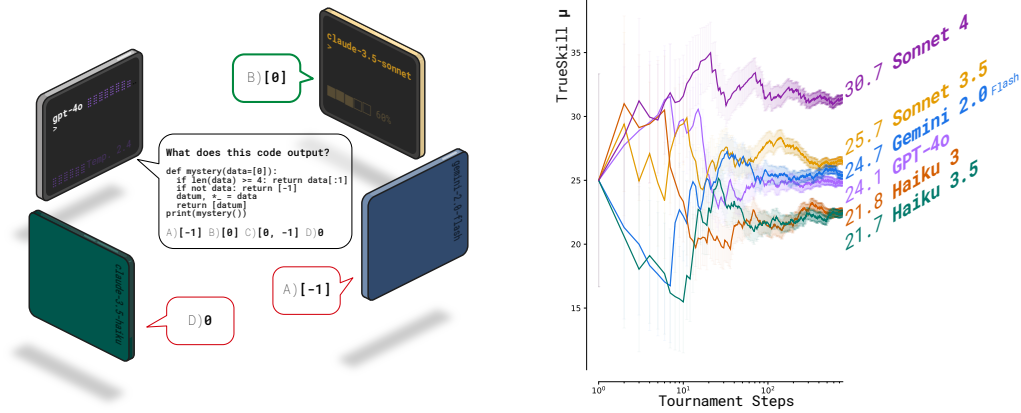 claude-3.5-sonnet
>
60%
B)[0]
gpt-4o
>
What does this code output?
def mystery(data=[0]):
if len(data) >= 4: return data[:1]
if not data: return [-1]
datum, *_ = data
return [datum]
print(mystery())
A)[-1] B)[0] C)[0, -1] D)0
gemini-2.0-flash
A)[-1]
claude-3.5-haiku
D)0
TrueSkill μ
35
30
25
20
15
10⁰
10¹
10²
Tournament Steps
30.7 Sonnet 4
25.7 Sonnet 3.5
24.7 Gemini 2.0 Flash
24.1 GPT-4o
21.8 Haiku 3
21.7 Haiku 3.5